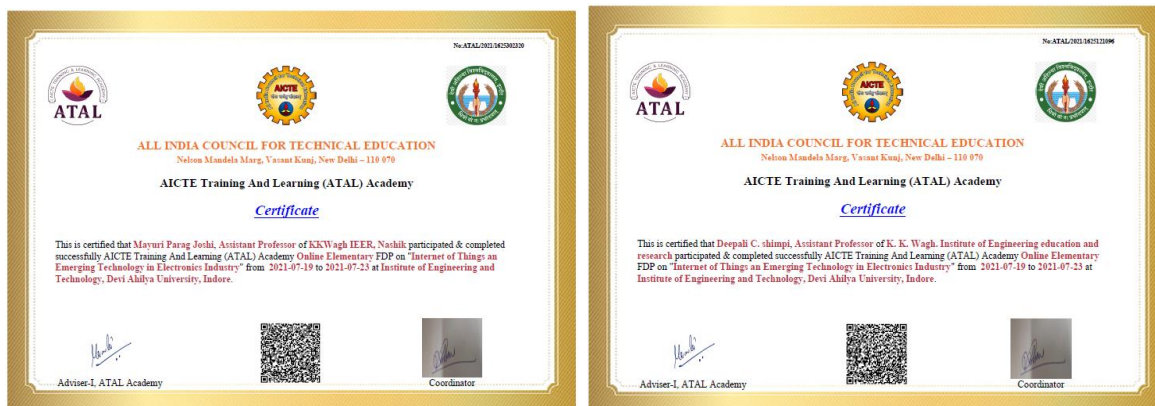 No:ATAL/2021/1625302320
ATAL
AICTE
ALL INDIA COUNCIL FOR TECHNICAL EDUCATION
Nelson Mandela Marg, Vasant Kunj, New Delhi – 110 070
AICTE Training And Learning (ATAL) Academy
Certificate
This is certified that Mayuri Parag Joshi, Assistant Professor of KKWagh IEER, Nashik participated & completed
successfully AICTE Training And Learning (ATAL) Academy Online Elementary FDP on "Internet of Things an
Emerging Technology in Electronics Industry" from 2021-07-19 to 2021-07-23 at Institute of Engineering and
Technology, Devi Ahilya University, Indore.
Adviser-I, ATAL Academy
Coordinator
No:ATAL/2021/1625121096
ATAL
AICTE
ALL INDIA COUNCIL FOR TECHNICAL EDUCATION
Nelson Mandela Marg, Vasant Kunj, New Delhi – 110 070
AICTE Training And Learning (ATAL) Academy
Certificate
This is certified that Deepali C. shimpi, Assistant Professor of K. K. Wagh. Institute of Engineering education and
research participated & completed successfully AICTE Training And Learning (ATAL) Academy Online Elementary
FDP on "Internet of Things an Emerging Technology in Electronics Industry" from 2021-07-19 to 2021-07-23 at
Institute of Engineering and Technology, Devi Ahilya University, Indore.
Adviser-I, ATAL Academy
Coordinator